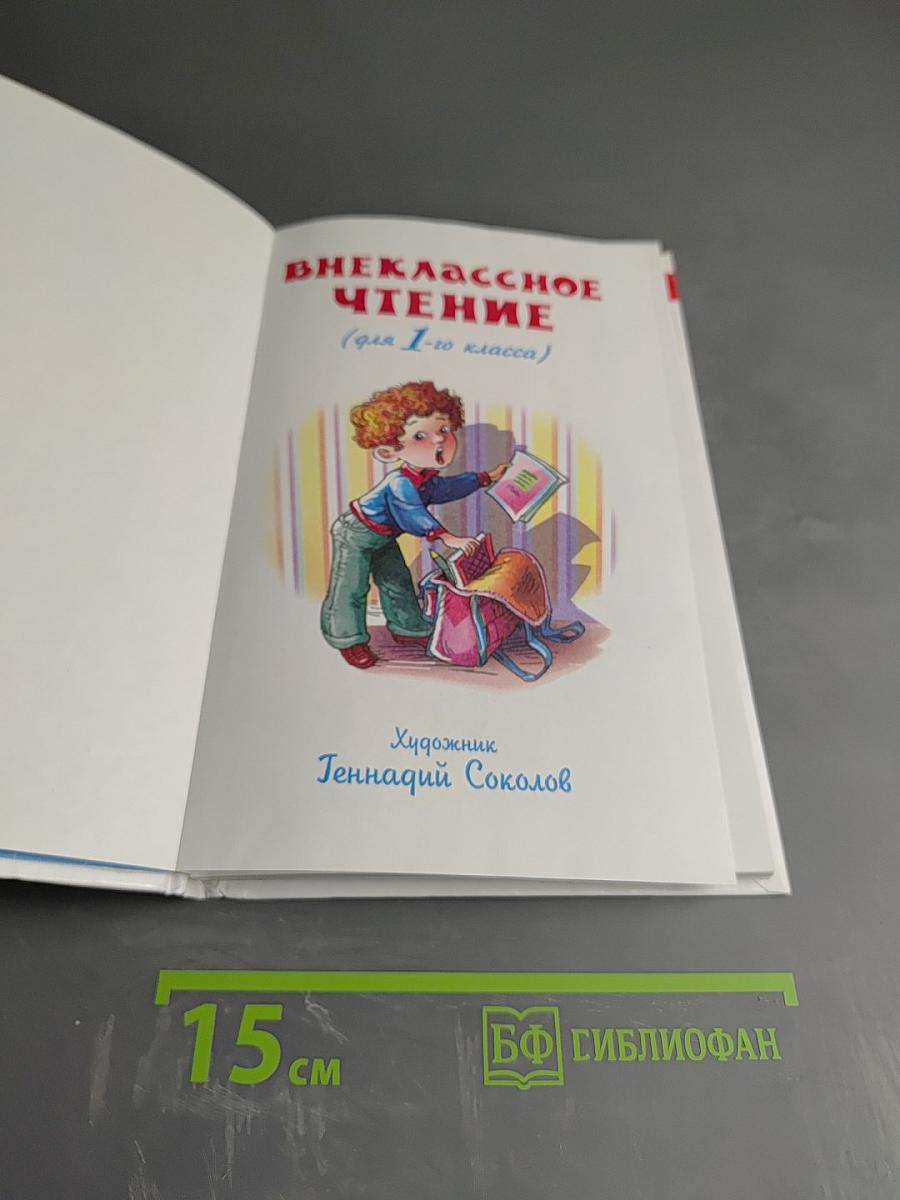 ВНЕКЛАССНОЕ
ЧТЕНИЕ
(для 1-го класса)
Художник
Геннадий Соколов
15 см
БФ БИБЛИОФАН